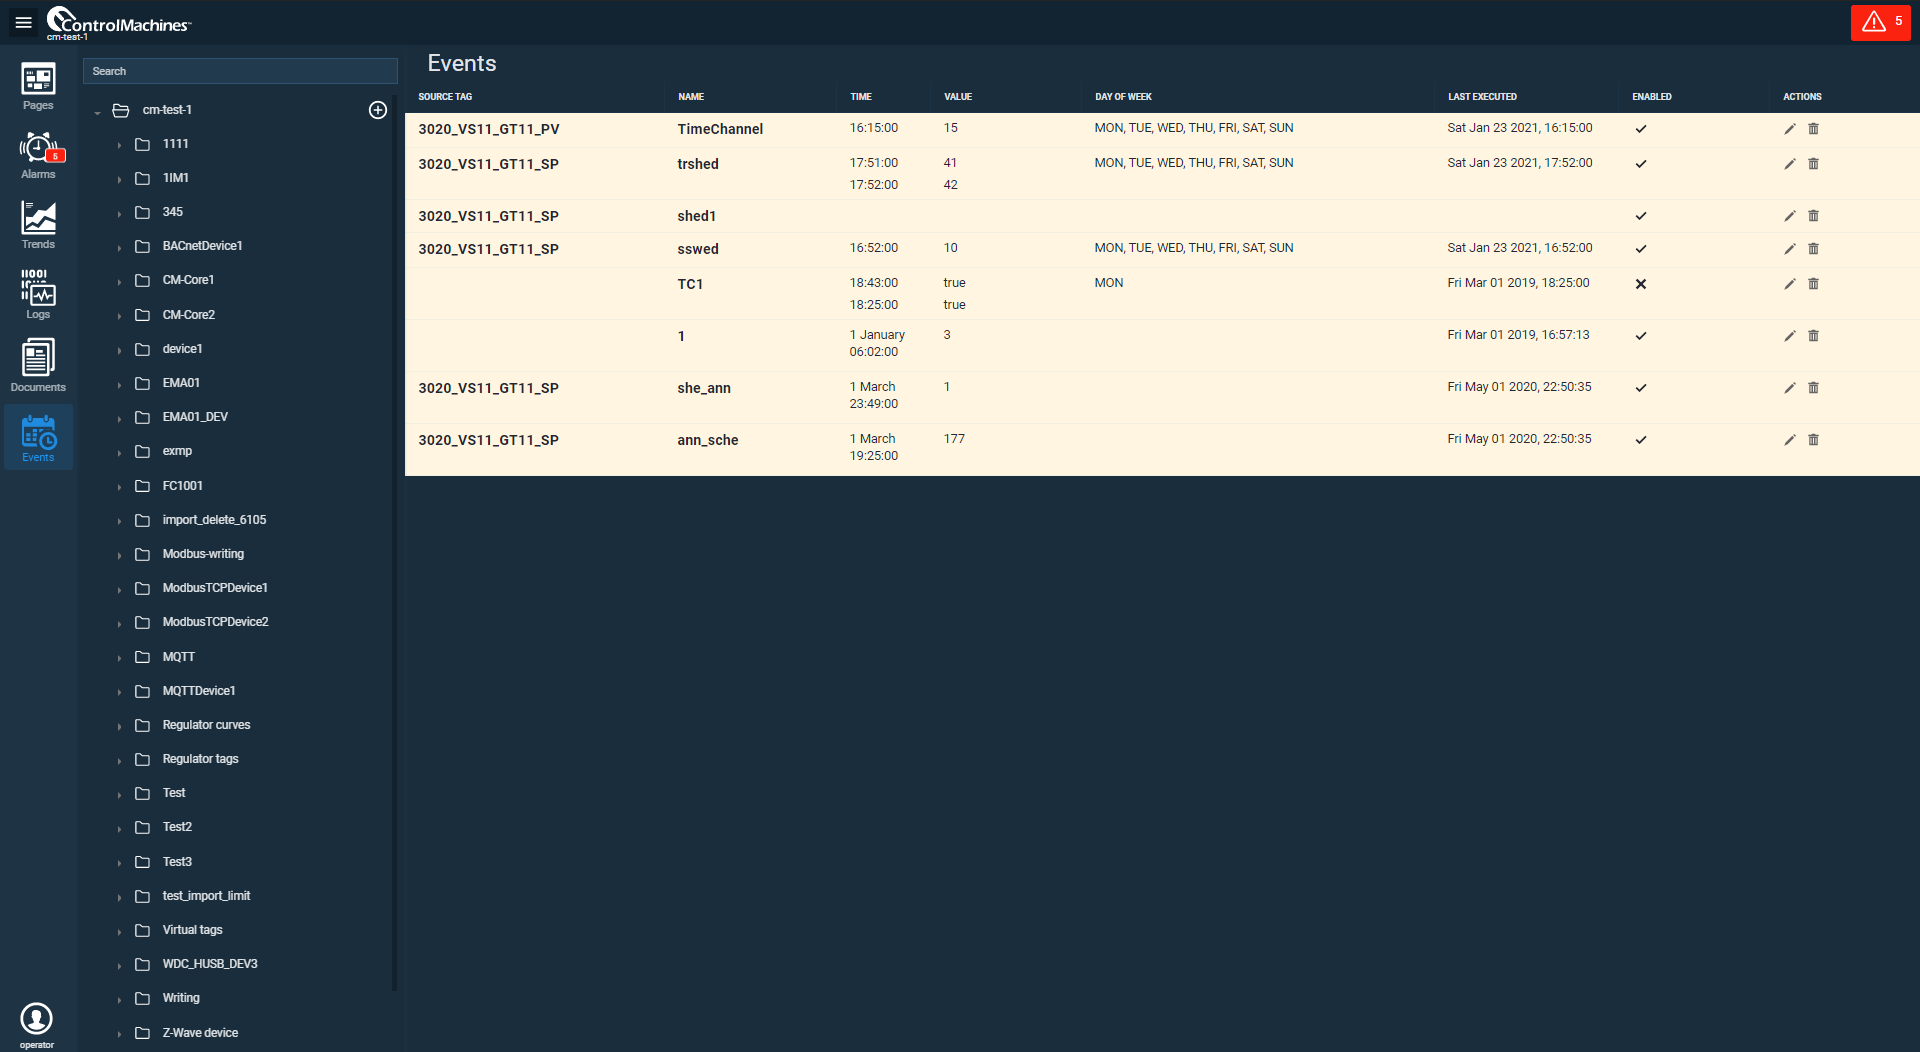 ControlMachines™
cm-test-1
5
Pages
5
Alarms
Trends
Logs
Documents
Events
operator
Search
cm-test-1
1111
1IM1
345
BACnetDevice1
CM-Core1
CM-Core2
device1
EMA01
EMA01_DEV
exmp
FC1001
import_delete_6105
Modbus-writing
ModbusTCPDevice1
ModbusTCPDevice2
MQTT
MQTTDevice1
Regulator curves
Regulator tags
Test
Test2
Test3
test_import_limit
Virtual tags
WDC_HUSB_DEV3
Writing
Z-Wave device
Events
SOURCE TAG NAME TIME VALUE DAY OF WEEK LAST EXECUTED ENABLED ACTIONS
3020_VS11_GT11_PV TimeChannel 16:15:00 15 MON, TUE, WED, THU, FRI, SAT, SUN Sat Jan 23 2021, 16:15:00
3020_VS11_GT11_SP trshed 17:51:00 41 MON, TUE, WED, THU, FRI, SAT, SUN Sat Jan 23 2021, 17:52:00
17:52:00 42
3020_VS11_GT11_SP shed1
3020_VS11_GT11_SP sswed 16:52:00 10 MON, TUE, WED, THU, FRI, SAT, SUN Sat Jan 23 2021, 16:52:00
TC1 18:43:00 true MON Fri Mar 01 2019, 18:25:00
18:25:00 true
1 1 January 3 Fri Mar 01 2019, 16:57:13
06:02:00
3020_VS11_GT11_SP she_ann 1 March 1 Fri May 01 2020, 22:50:35
23:49:00
3020_VS11_GT11_SP ann_sche 1 March 177 Fri May 01 2020, 22:50:35
19:25:00